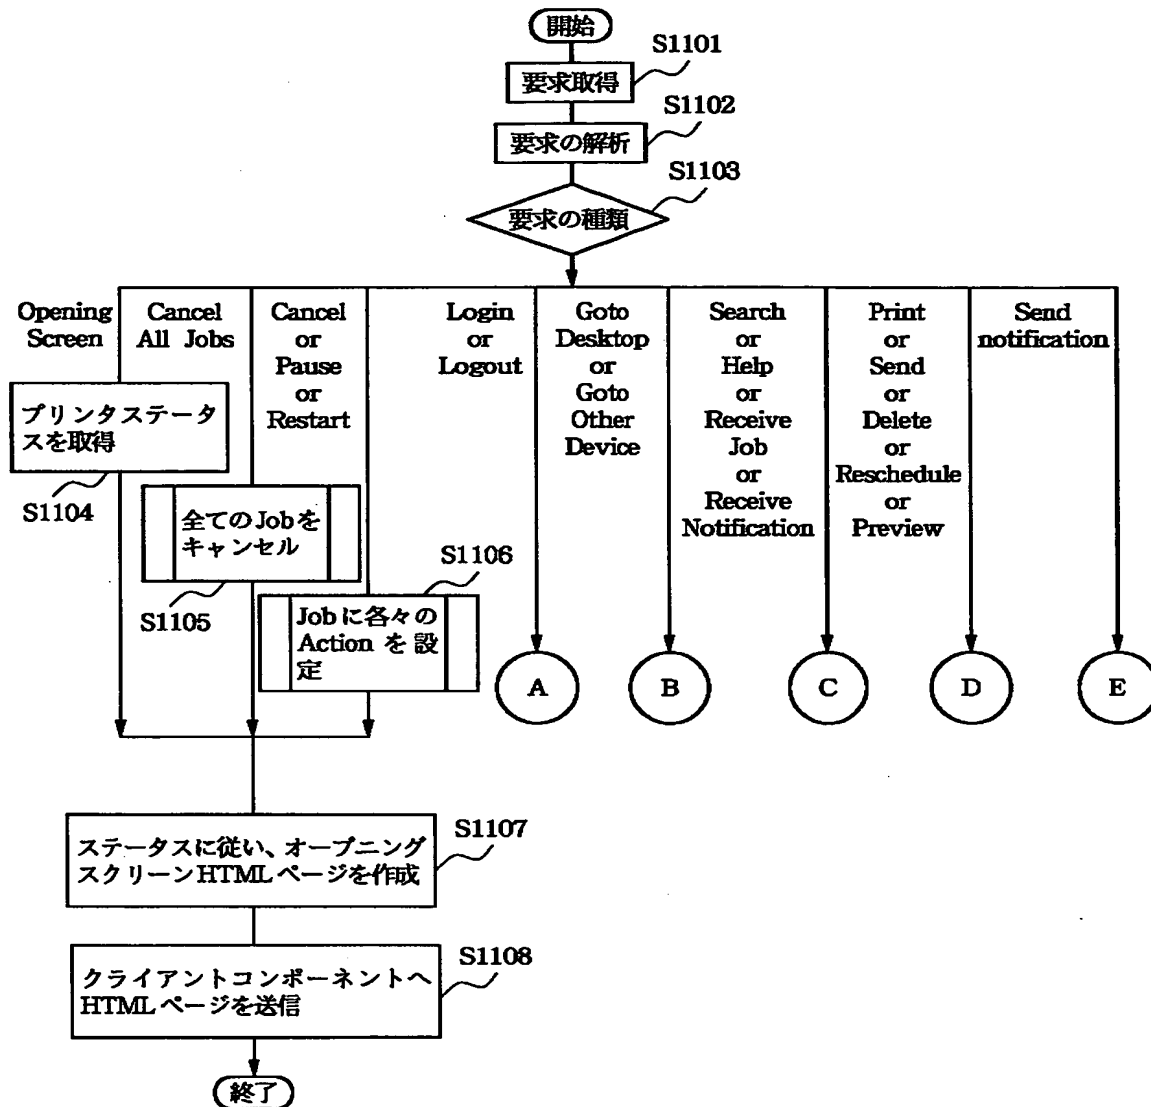 開始
S1101
要求取得
S1102
要求の解析
S1103
要求の種類
Opening
Screen
Cancel
All Jobs
Cancel
or
Pause
or
Restart
Login
or
Logout
Goto
Desktop
or
Goto
Other
Device
Search
or
Help
or
Receive
Job
or
Receive
Notification
Print
or
Send
or
Delete
or
Reschedule
or
Preview
Send
notification
プリンタステータ
スを取得
S1104
全てのJobを
キャンセル
S1105
S1106
Jobに各々の
Action を 設
定
A
B
C
D
E
S1107
ステータスに従い、オープニング
スクリーンHTMLページを作成
S1108
クライアントコンポーネントへ
HTMLページを送信
終了